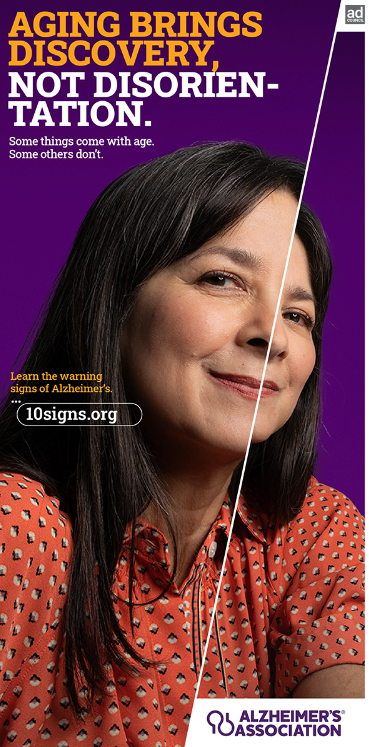 AGING BRINGS
DISCOVERY,
NOT DISORIEN-
TATION.
Some things come with age.
Some others don't.
ad
COUNCIL
Learn the warning
signs of Alzheimer's.
...
10signs.org
ALZHEIMER'S®
ASSOCIATION